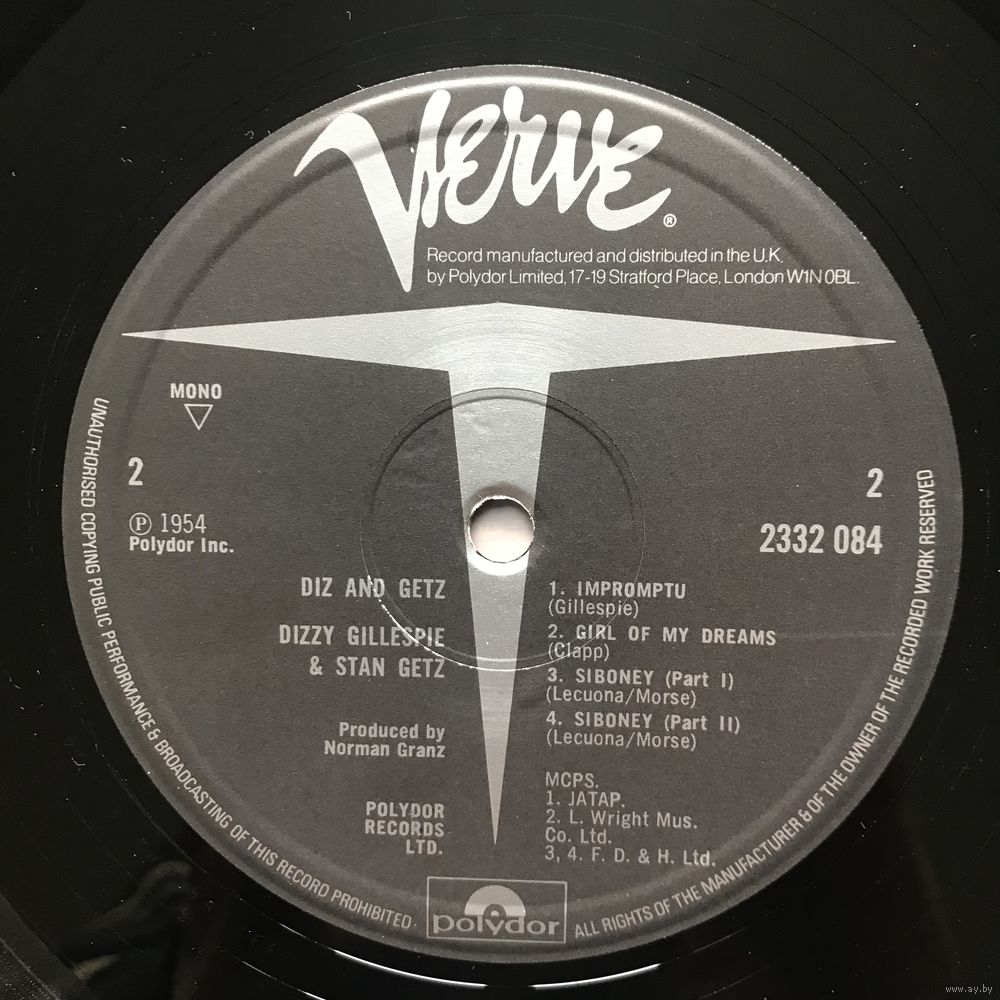 Verve®
Record manufactured and distributed in the U.K.
by Polydor Limited, 17-19 Stratford Place, London W1N 0BL.
MONO
2
℗ 1954
Polydor Inc.
2
2332 084
DIZ AND GETZ
DIZZY GILLESPIE
& STAN GETZ
Produced by
Norman Granz
POLYDOR
RECORDS
LTD.
1. IMPROMPTU
(Gillespie)
2. GIRL OF MY DREAMS
(Clapp)
3. SIBONEY (Part I)
(Lecuona/Morse)
4. SIBONEY (Part II)
(Lecuona/Morse)
MCPS.
1. JATAP.
2. L. Wright Mus.
Co. Ltd.
3, 4. F. D. & H. Ltd.
polydor
UNAUTHORISED COPYING PUBLIC PERFORMANCE & BROADCASTING OF THIS RECORD PROHIBITED·
ALL RIGHTS OF THE MANUFACTURER & OF THE OWNER OF THE RECORDED WORK RESERVED
www.ay.by